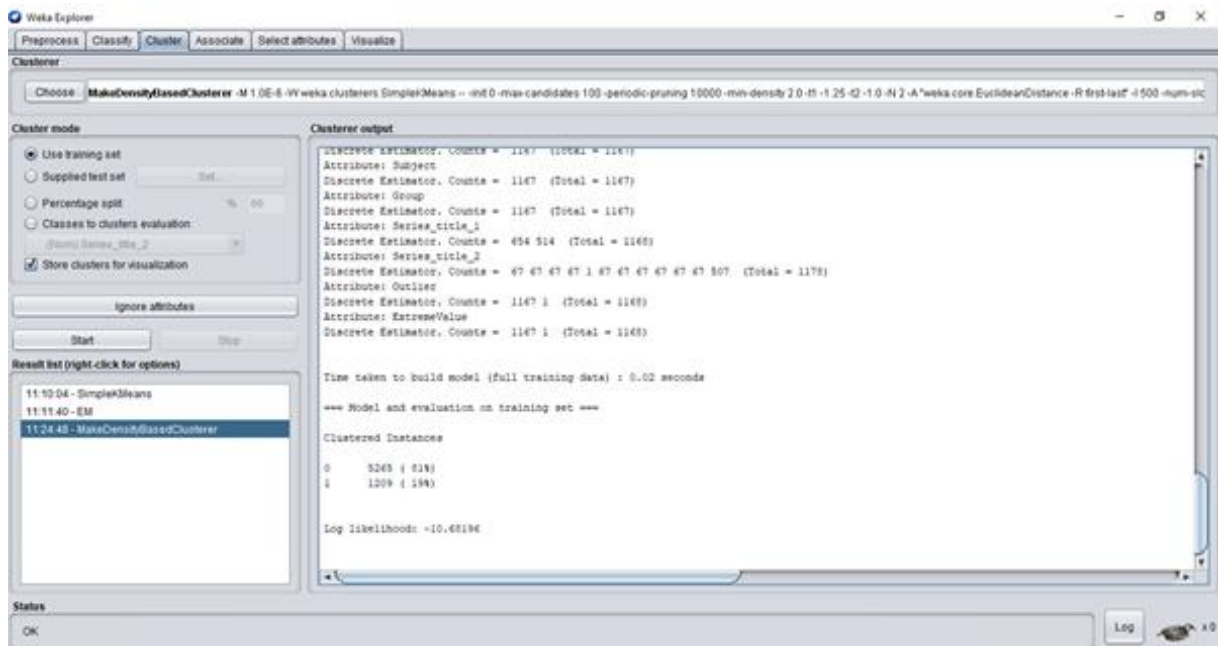 Weka Explorer
Preprocess Classify Cluster Associate Select attributes Visualize
Clusterer
Choose MakeDensityBasedClusterer -M 1.0E-6 -W weka.clusterers.SimpleKMeans -- -init 0 -max-candidates 100 -periodic-pruning 10000 -min-density 2.0 -t1 -1.25 -t2 -1.0 -N 2 -A "weka.core.EuclideanDistance -R first-last" -I 500 -num-slo
Cluster mode
Use training set
Supplied test set Set...
Percentage split %
Classes to clusters evaluation
(Nom) Series_title_2
Store clusters for visualization
Ignore attributes
Start Stop
Result list (right-click for options)
11:10:04 - SimpleKMeans
11:11:40 - EM
11:24:48 - MakeDensityBasedClusterer
Clusterer output
Discrete Estimator. Counts = 1167 (Total = 1167)
Attribute: Subject
Discrete Estimator. Counts = 1167 (Total = 1167)
Attribute: Group
Discrete Estimator. Counts = 1167 (Total = 1167)
Attribute: Series_title_1
Discrete Estimator. Counts = 654 514 (Total = 1168)
Attribute: Series_title_2
Discrete Estimator. Counts = 67 67 67 67 1 67 67 67 67 67 67 507 (Total = 1178)
Attribute: Outlier
Discrete Estimator. Counts = 1167 1 (Total = 1168)
Attribute: ExtremeValue
Discrete Estimator. Counts = 1167 1 (Total = 1168)
Time taken to build model (full training data) : 0.02 seconds
=== Model and evaluation on training set ===
Clustered Instances
0 5265 ( 81%)
1 1209 ( 19%)
Log likelihood: -10.68196
Status
OK
Log x 0